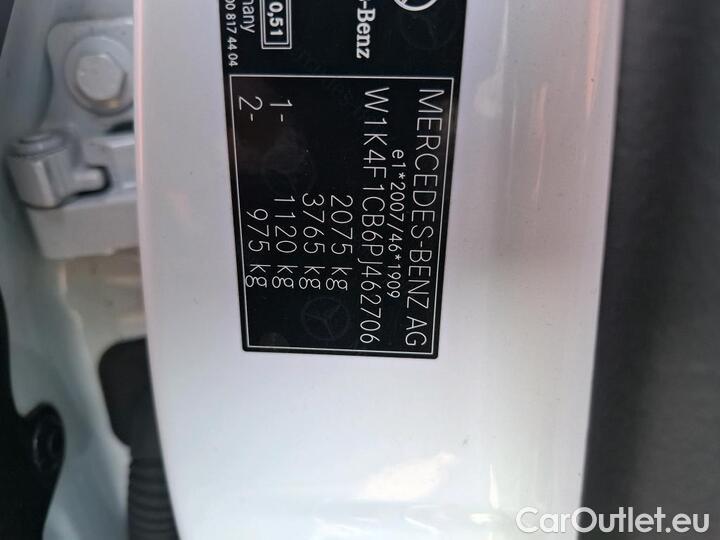 -Benz
0,51
many
00 817 44 04
MERCEDES-BENZ AG
e1*2007/46*1909
W1K4F1CB6PJ462706
2075 kg
3765 kg
1- 1120 kg
2- 975 kg
CarOutlet.eu